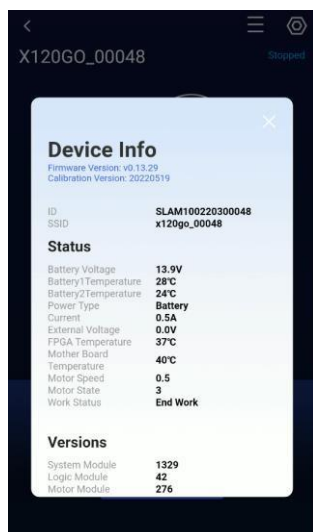 X120GO_00048
Stopped
Device Info
Firmware Version: v0.13.29
Calibration Version: 20220519
ID SLAM100220300048
SSID x120go_00048
Status
Battery Voltage 13.9V
Battery1Temperature 28℃
Battery2Temperature 24℃
Power Type Battery
Current 0.5A
External Voltage 0.0V
FPGA Temperature 37℃
Mother Board
Temperature 40℃
Motor Speed 0.5
Motor State 3
Work Status End Work
Versions
System Module 1329
Logic Module 42
Motor Module 276